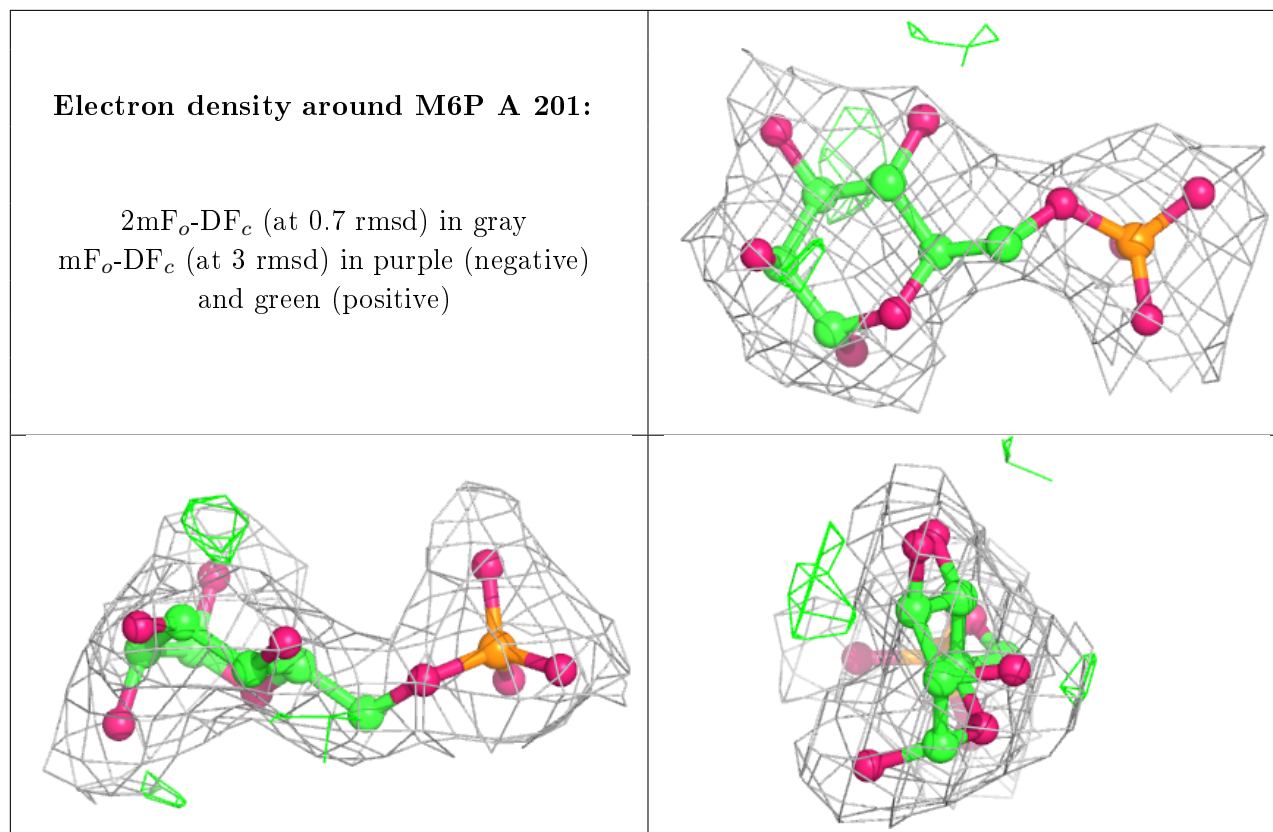 Electron density around M6P A 201:
2mFₒ-DF𝒸 (at 0.7 rmsd) in gray
mFₒ-DF𝒸 (at 3 rmsd) in purple (negative)
and green (positive)